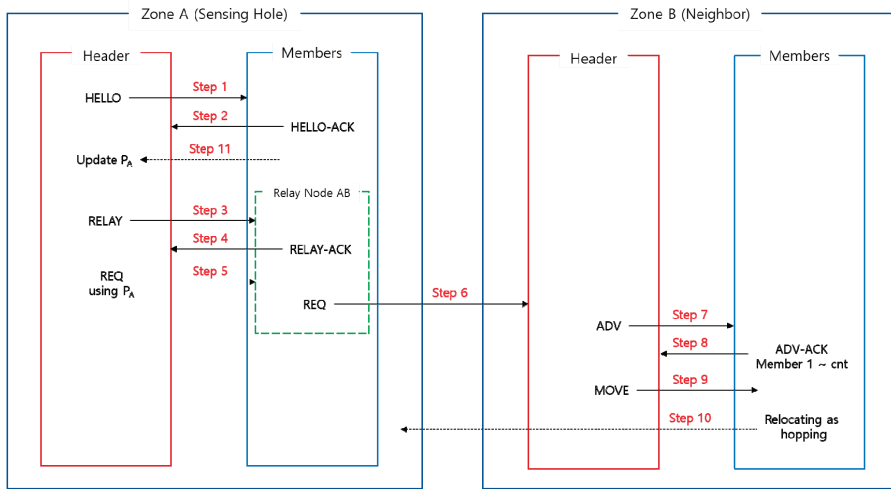 Zone A (Sensing Hole)
Zone B (Neighbor)
Header
Members
Header
Members
HELLO
Step 1
Step 2
HELLO-ACK
Step 11
Update PA
Relay Node AB
RELAY
Step 3
Step 4
RELAY-ACK
REQ
using PA
Step 5
REQ
Step 6
ADV
Step 7
Step 8
ADV-ACK
Member 1 ~ cnt
MOVE
Step 9
Step 10
Relocating as
hopping